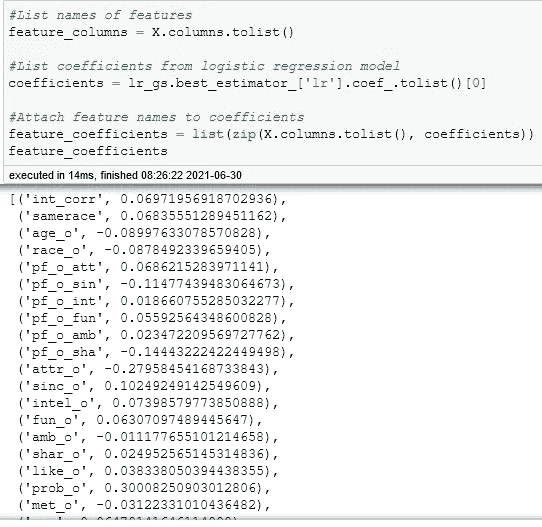 #List names of features
feature_columns = X.columns.tolist()
#List coefficients from logistic regression model
coefficients = lr_gs.best_estimator_['lr'].coef_.tolist()[0]
#Attach feature names to coefficients
feature_coefficients = list(zip(X.columns.tolist(), coefficients))
feature_coefficients
executed in 14ms, finished 08:26:22 2021-06-30
[('int_corr', 0.06971956918702936),
('samerace', 0.06835551289451162),
('age_o', -0.08997633078570828),
('race_o', -0.0878492339659405),
('pf_o_att', 0.0686215283971141),
('pf_o_sin', -0.11477439483064673),
('pf_o_int', 0.018660755285032277),
('pf_o_fun', 0.05592564348600828),
('pf_o_amb', 0.023472209569727762),
('pf_o_sha', -0.14443222422449498),
('attr_o', -0.27958454168733843),
('sinc_o', 0.10249249142549609),
('intel_o', 0.07398579773850888),
('fun_o', 0.06307097489445647),
('amb_o', -0.011177655101214658),
('shar_o', 0.024952565145314836),
('like_o', 0.038338050394438355),
('prob_o', 0.30008250903012806),
('met_o', -0.03122331010436482),